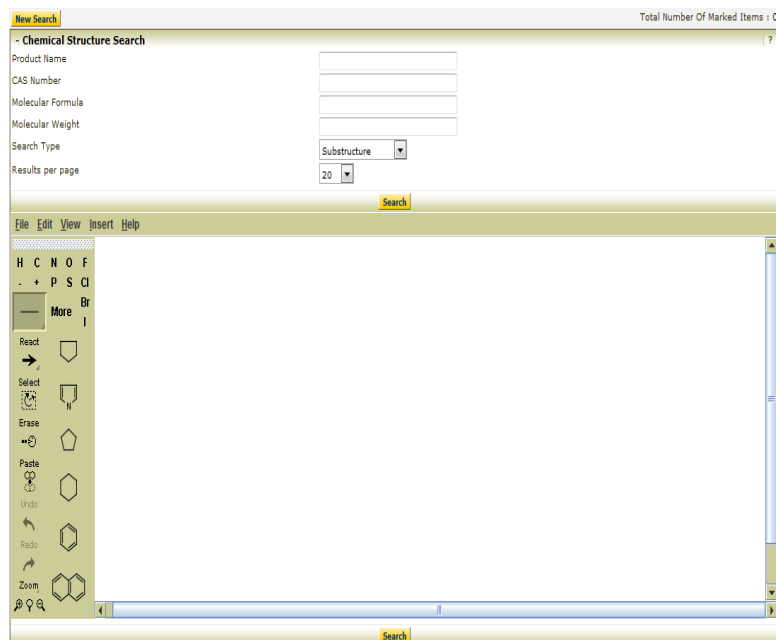 New Search Total Number Of Marked Items : 0
- Chemical Structure Search ?
Product Name
CAS Number
Molecular Formula
Molecular Weight
Search Type Substructure
Results per page 20
Search
File Edit View Insert Help
H C N O F
- + P S Cl
More Br
I
React
Select
N
Erase
Paste
Undo
Redo
Zoom
Search